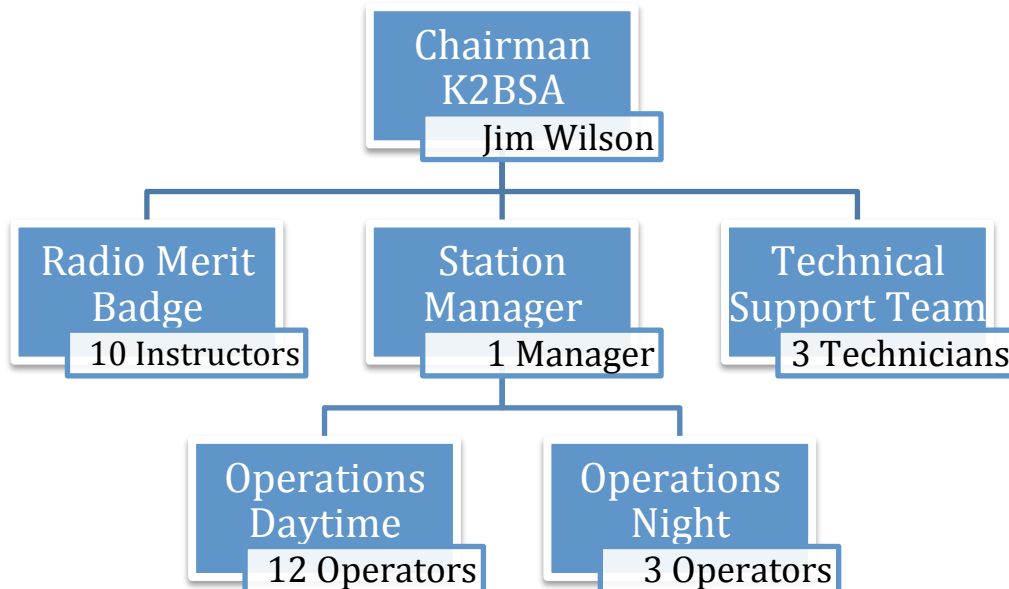 Chairman
K2BSA
Jim Wilson
Radio Merit
Badge
10 Instructors
Station
Manager
1 Manager
Technical
Support Team
3 Technicians
Operations
Daytime
12 Operators
Operations
Night
3 Operators